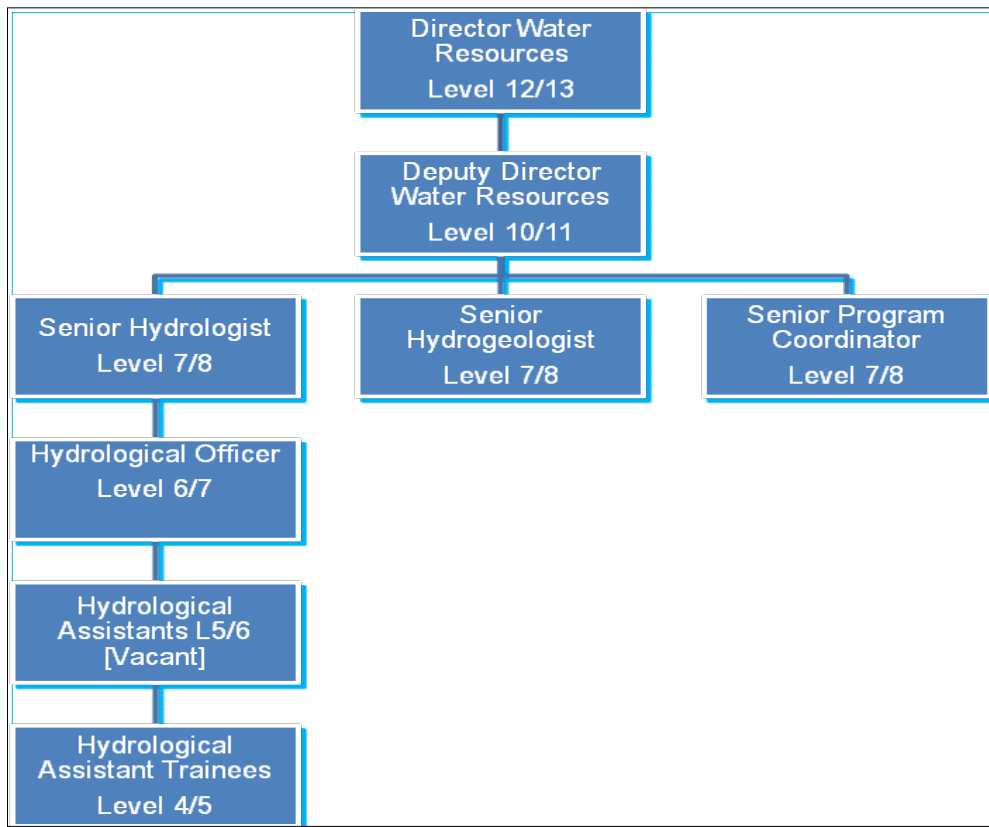 Director Water
Resources
Level 12/13
Deputy Director
Water Resources
Level 10/11
Senior Hydrologist
Level 7/8
Senior
Hydrogeologist
Level 7/8
Senior Program
Coordinator
Level 7/8
Hydrological Officer
Level 6/7
Hydrological
Assistants L5/6
[Vacant]
Hydrological
Assistant Trainees
Level 4/5